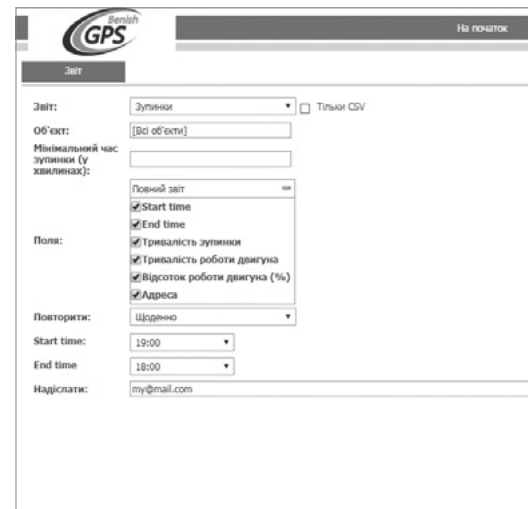 Benish
GPS
На початок
Звіт
Звіт: Зупинки Тільки CSV
Об'єкт: [Всі об'єкти]
Мінімальний час
зупинки (у
хвилинах):
Повний звіт
Start time
End time
Поля: Тривалість зупинки
Тривалість роботи двигуна
Відсоток роботи двигуна (%)
Адреса
Повторити: Щоденно
Start time: 19:00
End time 18:00
Надіслати: my@mail.com